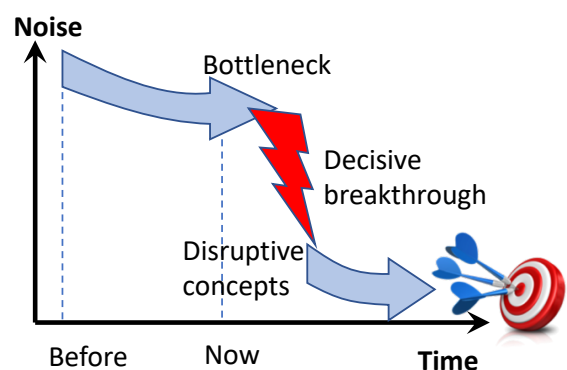 Noise
Bottleneck
Decisive
breakthrough
Disruptive
concepts
Before
Now
Time